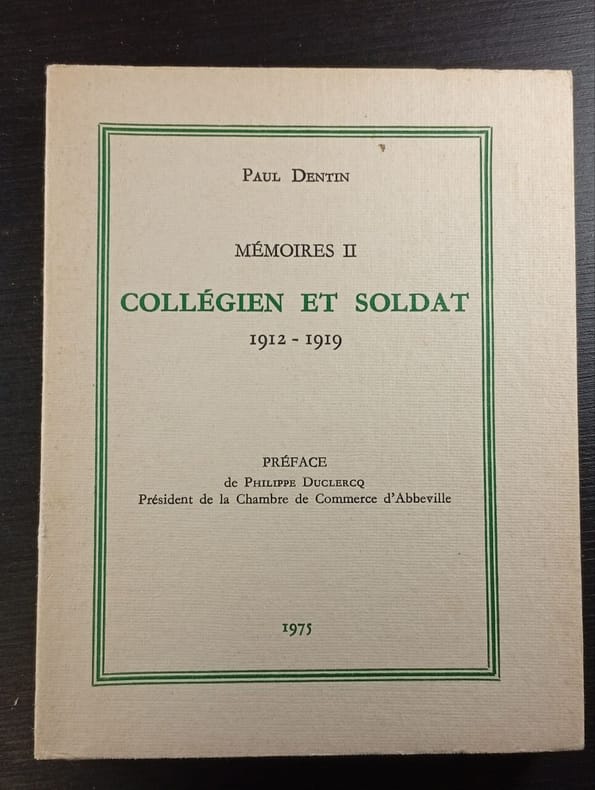 Paul Dentin
MÉMOIRES II
COLLÉGIEN ET SOLDAT
1912 - 1919
PRÉFACE
de Philippe Duclercq
Président de la Chambre de Commerce d'Abbeville
1975